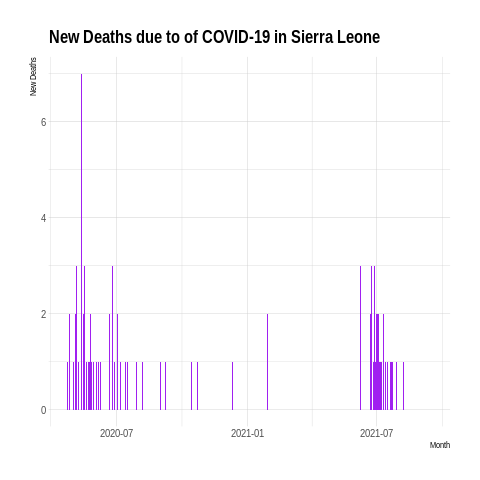 New Deaths due to of COVID-19 in Sierra Leone
New Deaths
6
4
2
0
2020-07
2021-01
2021-07
Month